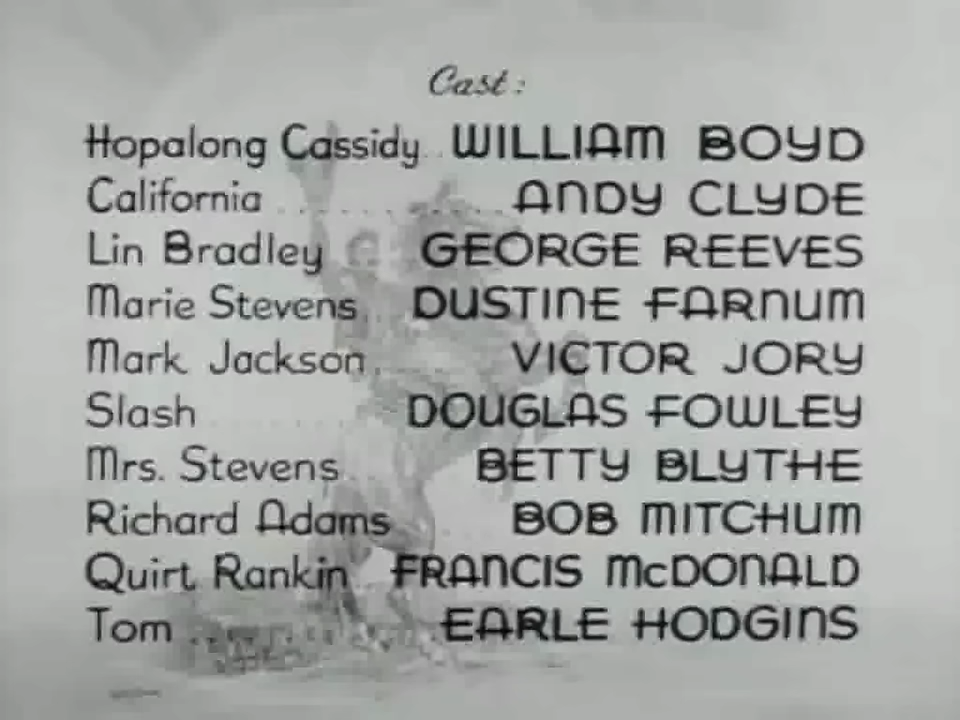 Cast:
Hopalong Cassidy.. WILLIAM BOYD
California ............. ANDY CLYDE
Lin Bradley GEORGE REEVES
Marie Stevens... DUSTINE FARNUM
Mark Jackson. VICTOR JORY
Slash ........ DOUGLAS FOWLEY
Mrs. Stevens BETTY BLYTHE
Richard Adams BOB MITCHUM
Quirt Rankin FRANCIS McDONALD
Tom .. EARLE HODGINS